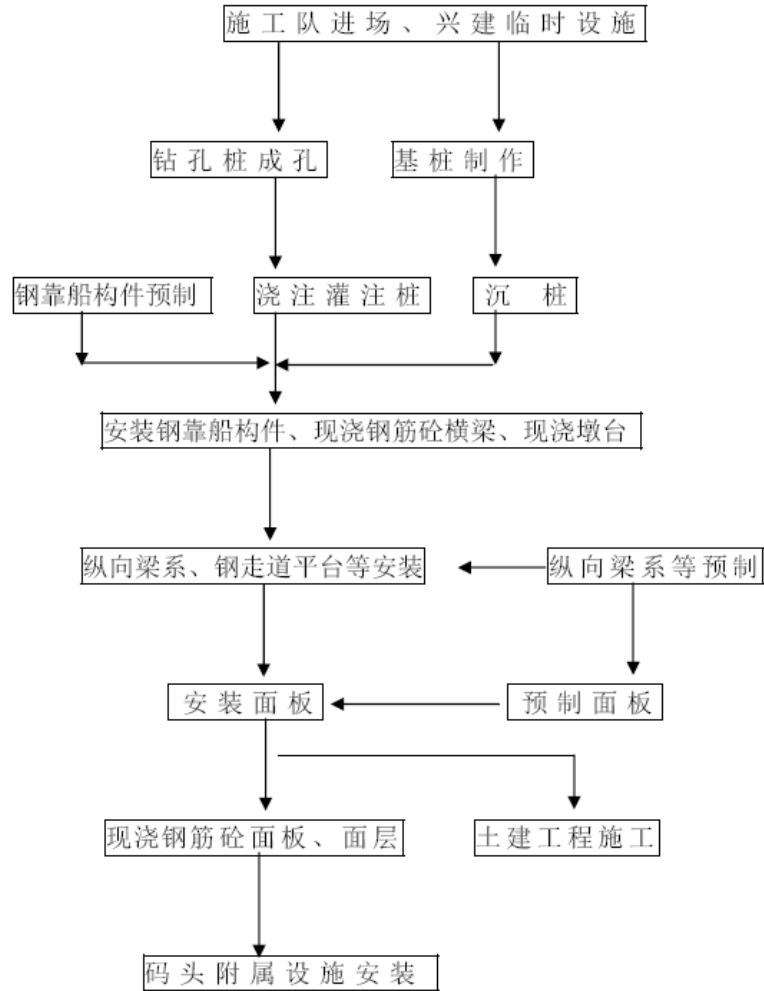 施工队进场、兴建临时设施
钻孔桩成孔
基桩制作
钢靠船构件预制
浇注灌注桩
沉 桩
安装钢靠船构件、现浇钢筋砼横梁、现浇墩台
纵向梁系、钢走道平台等安装
纵向梁系等预制
安装面板
预制面板
现浇钢筋砼面板、面层
土建工程施工
码头附属设施安装